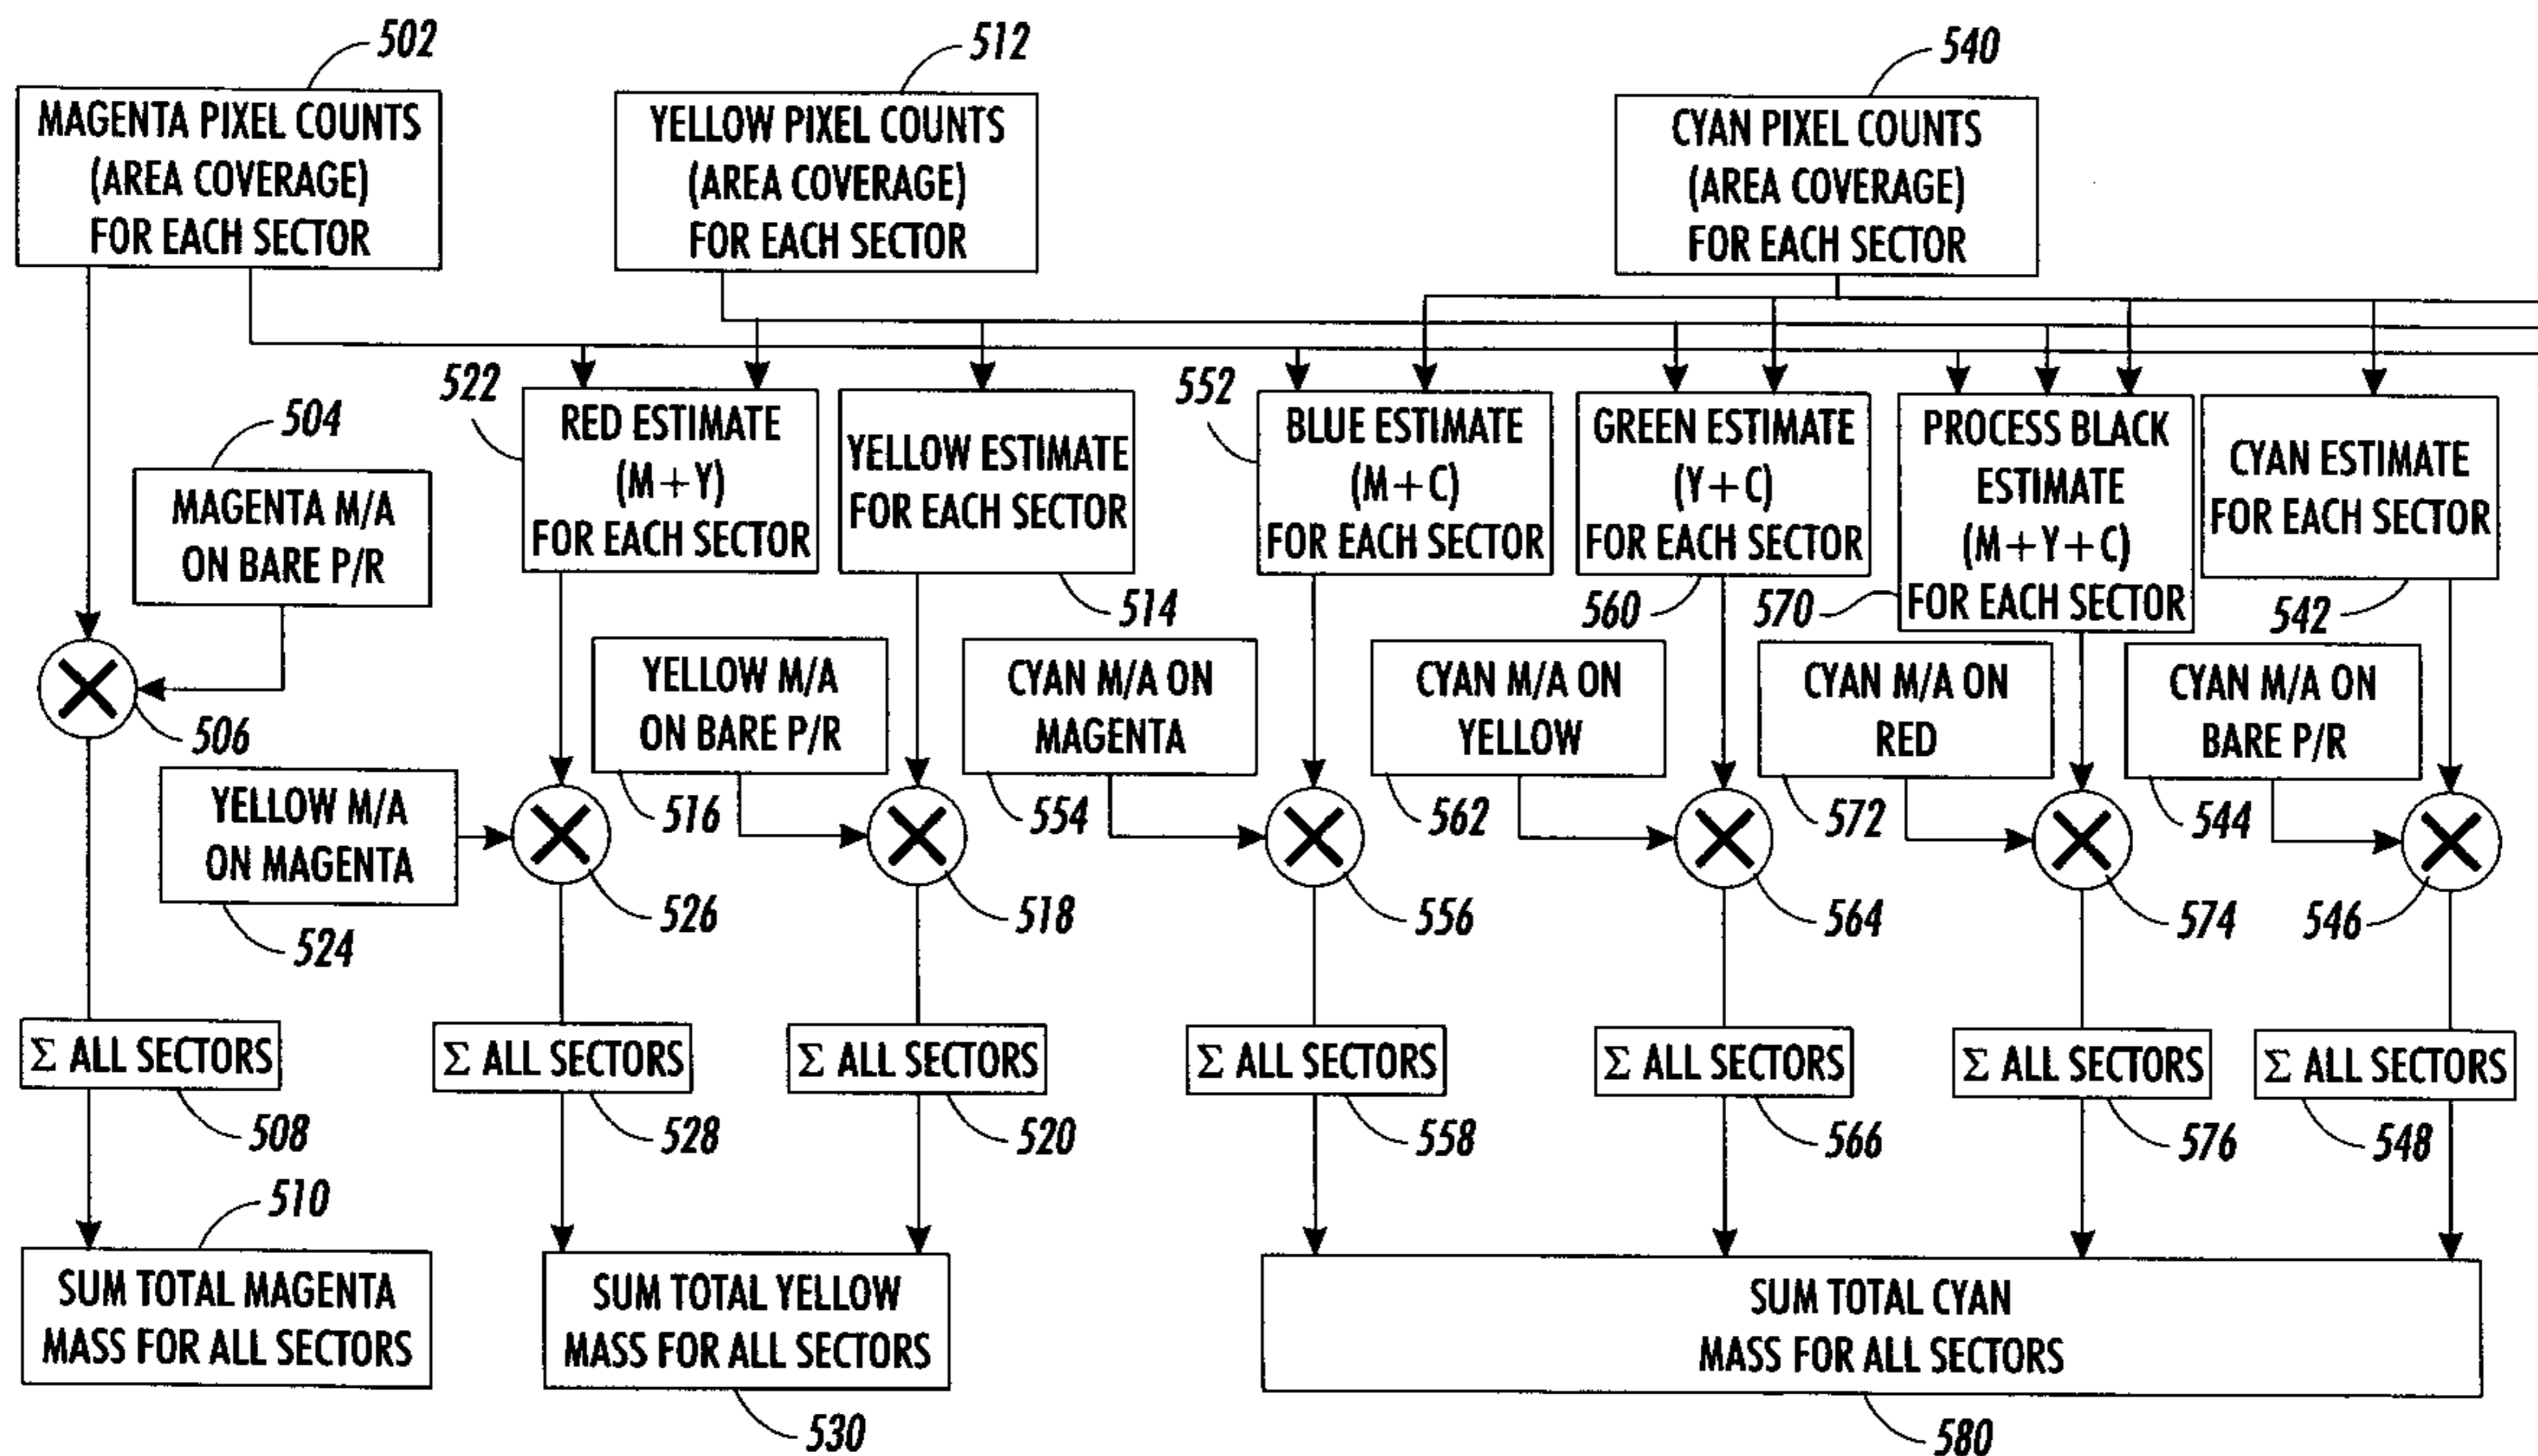 502
512
540
MAGENTA PIXEL COUNTS
(AREA COVERAGE)
FOR EACH SECTOR
YELLOW PIXEL COUNTS
(AREA COVERAGE)
FOR EACH SECTOR
CYAN PIXEL COUNTS
(AREA COVERAGE)
FOR EACH SECTOR
522
RED ESTIMATE
(M+Y)
FOR EACH SECTOR
YELLOW ESTIMATE
FOR EACH SECTOR
514
552
BLUE ESTIMATE
(M+C)
FOR EACH SECTOR
GREEN ESTIMATE
(Y+C)
FOR EACH SECTOR
560
PROCESS BLACK
ESTIMATE
(M+Y+C)
FOR EACH SECTOR
570
CYAN ESTIMATE
FOR EACH SECTOR
542
504
MAGENTA M/A
ON BARE P/R
506
YELLOW M/A
ON MAGENTA
524
YELLOW M/A
ON BARE P/R
516
CYAN M/A ON
MAGENTA
554
CYAN M/A ON
YELLOW
562
CYAN M/A ON
RED
572
CYAN M/A ON
BARE P/R
544
526
518
556
564
574
546
Σ ALL SECTORS
Σ ALL SECTORS
Σ ALL SECTORS
Σ ALL SECTORS
Σ ALL SECTORS
Σ ALL SECTORS
Σ ALL SECTORS
508
528
520
558
566
576
548
510
SUM TOTAL MAGENTA
MASS FOR ALL SECTORS
SUM TOTAL YELLOW
MASS FOR ALL SECTORS
SUM TOTAL CYAN
MASS FOR ALL SECTORS
530
580